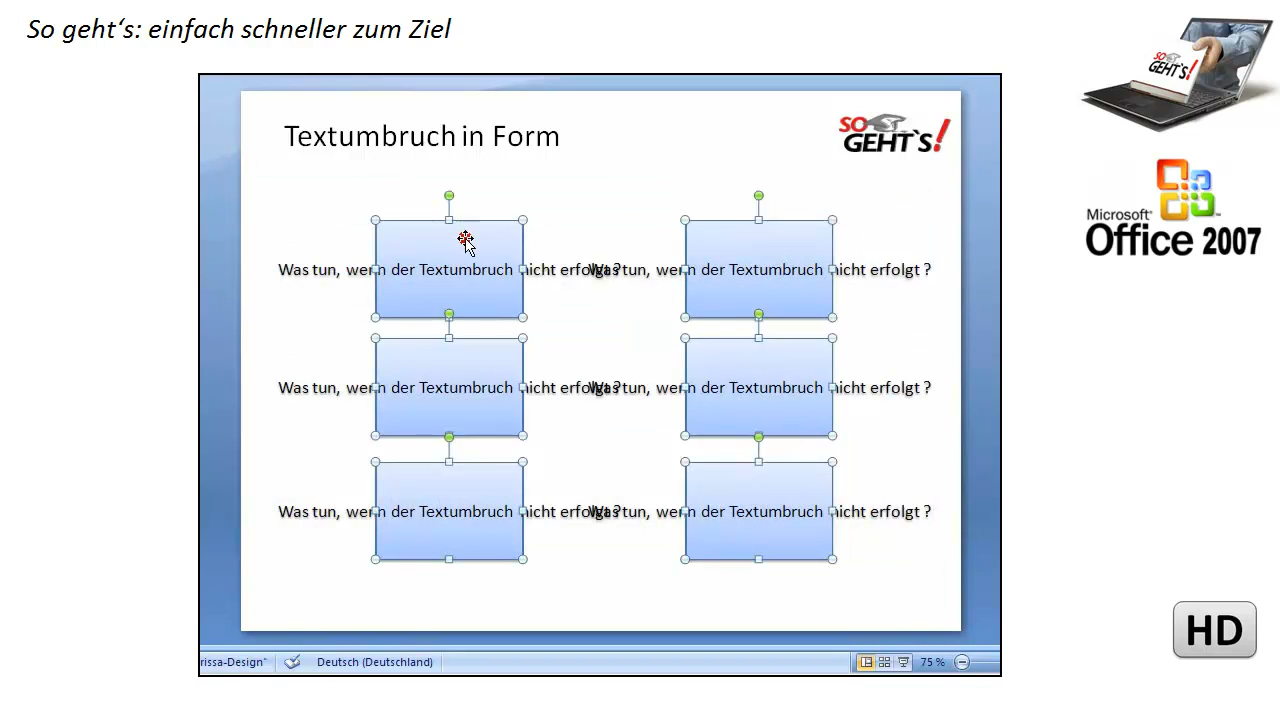 So geht‘s: einfach schneller zum Ziel
SO
GEHT'S!
Microsoft®
Office 2007
Textumbruch in Form
SO
GEHT`S!
Was tun, wenn der Textumbruch nicht erfolgt ?
Was tun, wenn der Textumbruch nicht erfolgt ?
Was tun, wenn der Textumbruch nicht erfolgt ?
Was tun, wenn der Textumbruch nicht erfolgt ?
Was tun, wenn der Textumbruch nicht erfolgt ?
Was tun, wenn der Textumbruch nicht erfolgt ?
rissa-Design"
Deutsch (Deutschland)
75 %
HD